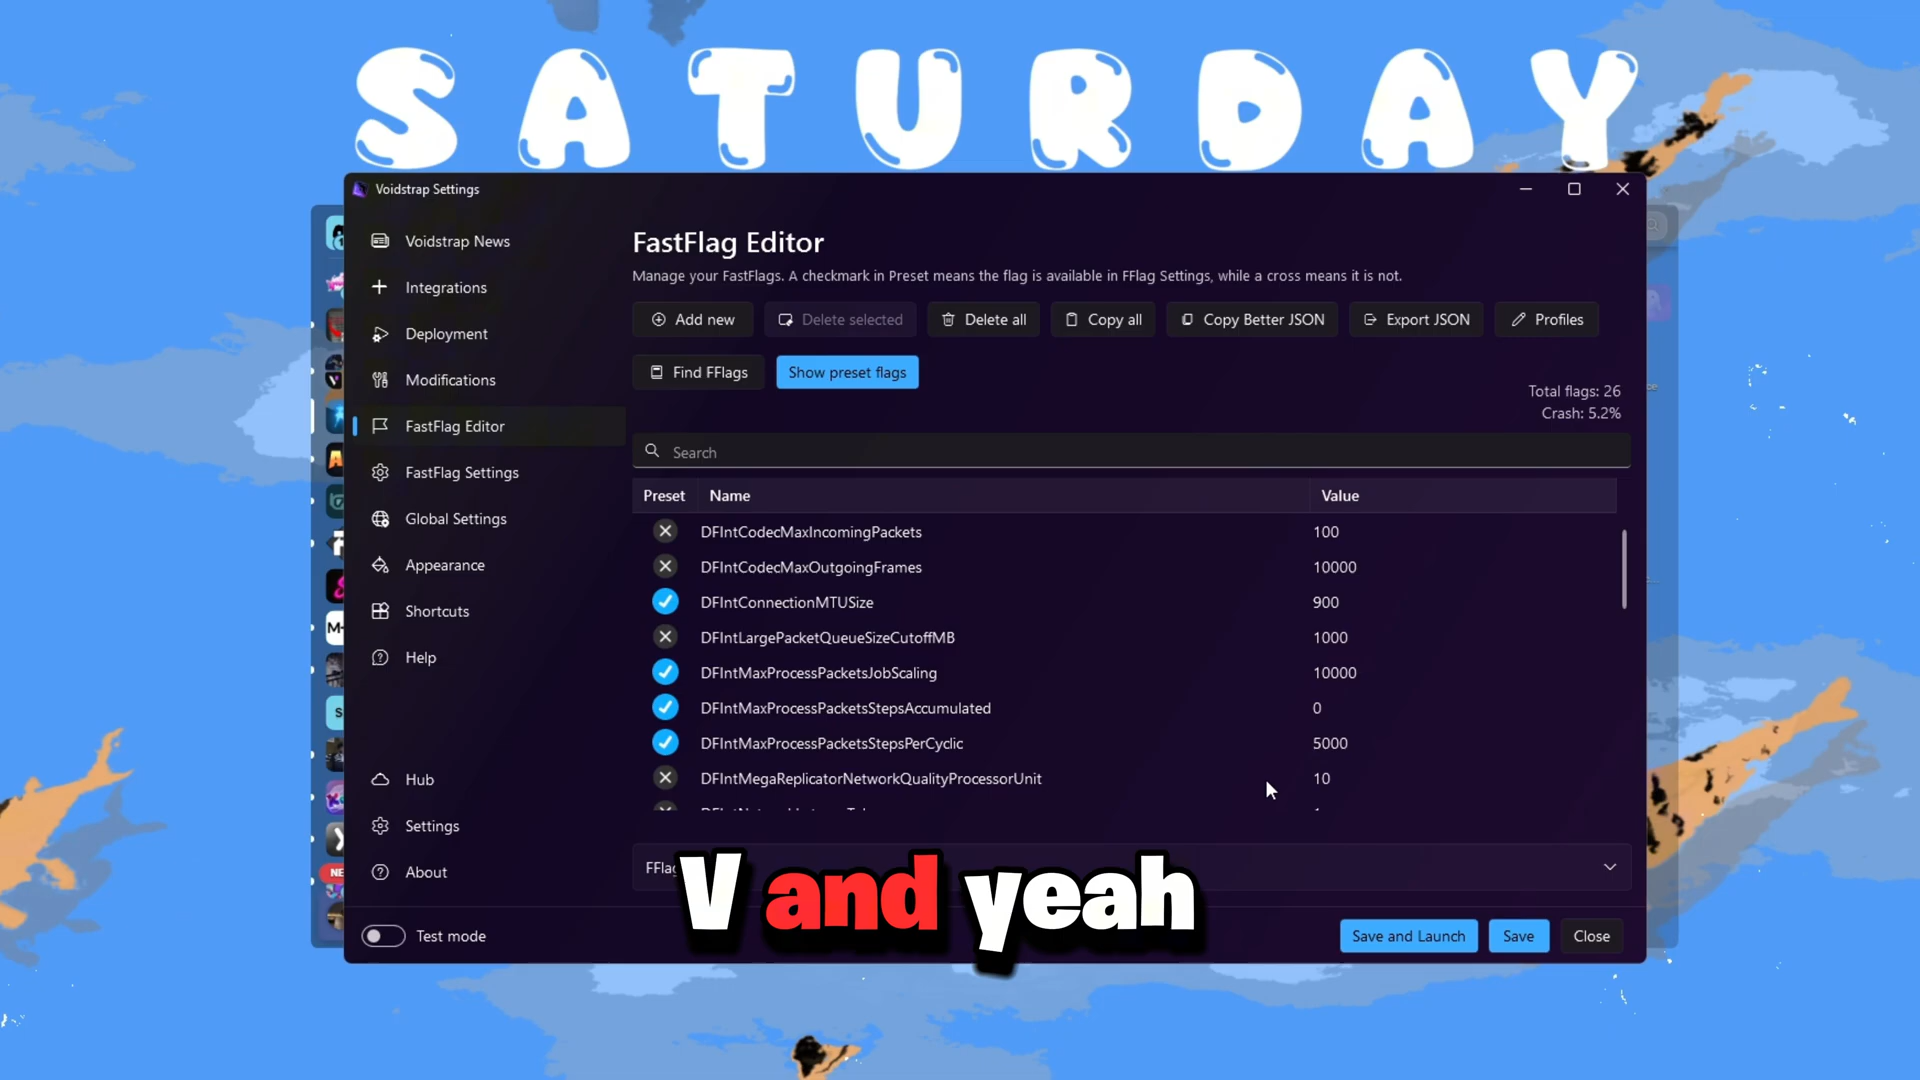 SATURDAY
Voidstrap Settings
Voidstrap News
Integrations
Deployment
Modifications
FastFlag Editor
FastFlag Settings
Global Settings
Appearance
Shortcuts
Help
Hub
Settings
About
Test mode
FastFlag Editor
Manage your FastFlags. A checkmark in Preset means the flag is available in FFlag Settings, while a cross means it is not.
Add new
Delete selected
Delete all
Copy all
Copy Better JSON
Export JSON
Profiles
Find FFlags
Show preset flags
Total flags: 26
Crash: 5.2%
Search
Preset Name Value
DFIntCodecMaxIncomingPackets 100
DFIntCodecMaxOutgoingFrames 10000
DFIntConnectionMTUSize 900
DFIntLargePacketQueueSizeCutoffMB 1000
DFIntMaxProcessPacketsJobScaling 10000
DFIntMaxProcessPacketsStepsAccumulated 0
DFIntMaxProcessPacketsStepsPerCyclic 5000
DFIntMegaReplicatorNetworkQualityProcessorUnit 10
V and yeah
Save and Launch
Save
Close